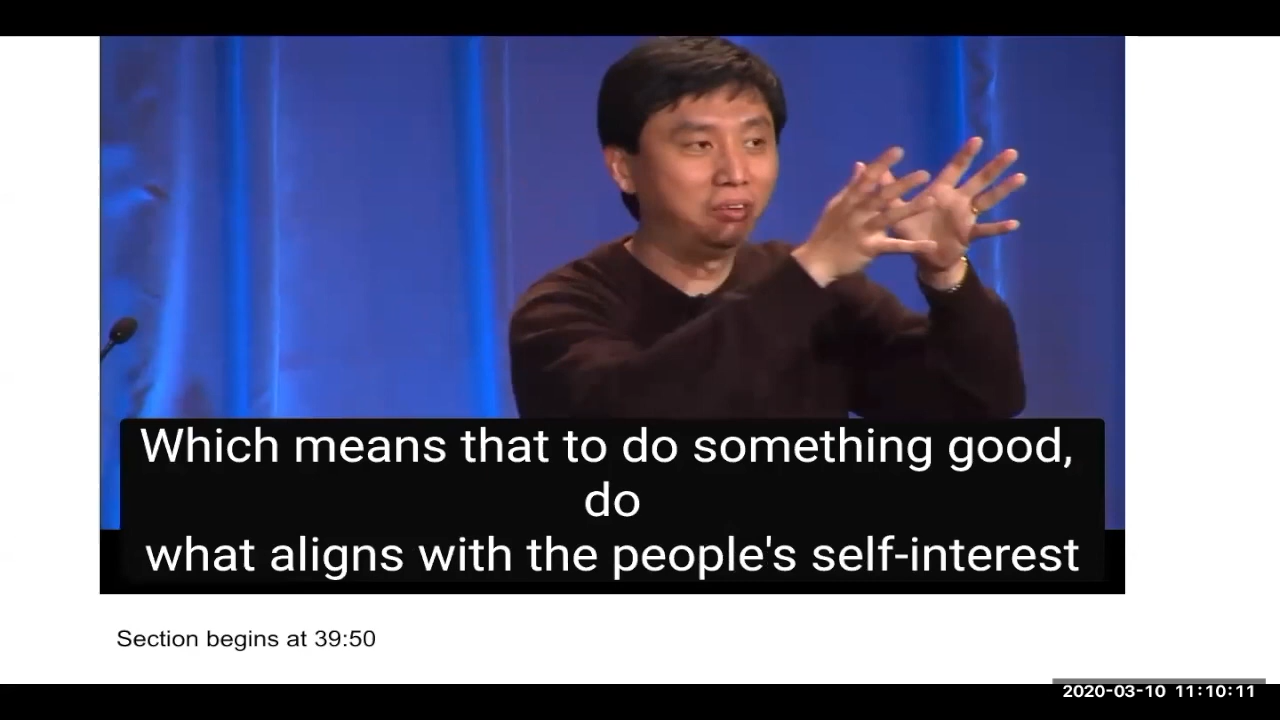 Which means that to do something good,
do
what aligns with the people's self-interest
Section begins at 39:50
2020-03-10 11:10:11